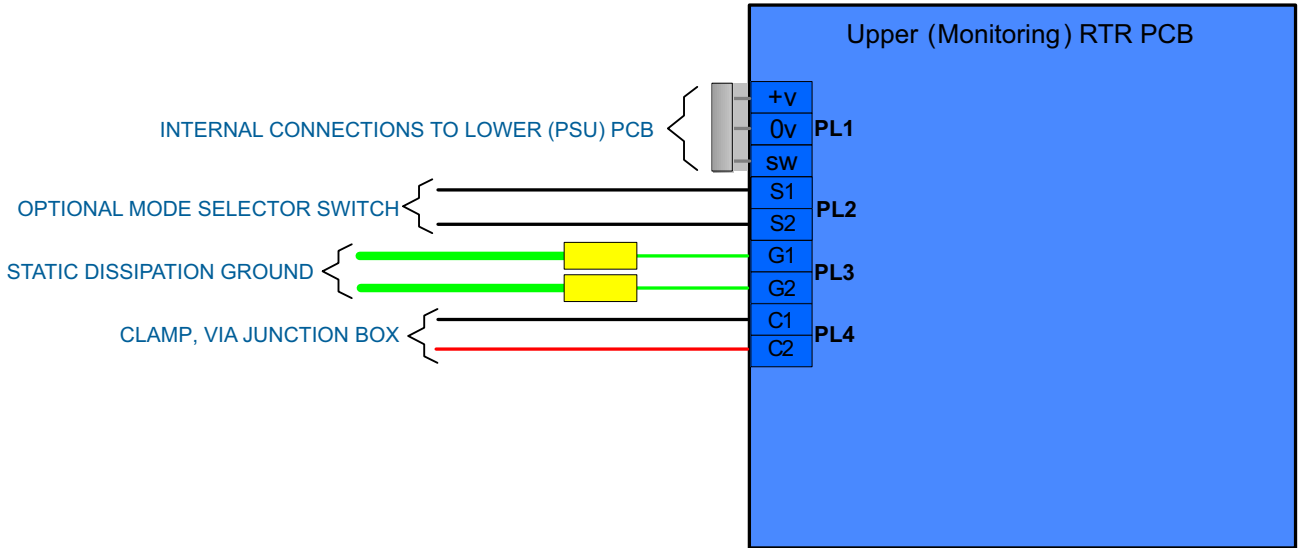 Upper (Monitoring) RTR PCB
+v
INTERNAL CONNECTIONS TO LOWER (PSU) PCB
0v
PL1
sw
S1
OPTIONAL MODE SELECTOR SWITCH
PL2
S2
G1
STATIC DISSIPATION GROUND
PL3
G2
C1
CLAMP, VIA JUNCTION BOX
PL4
C2